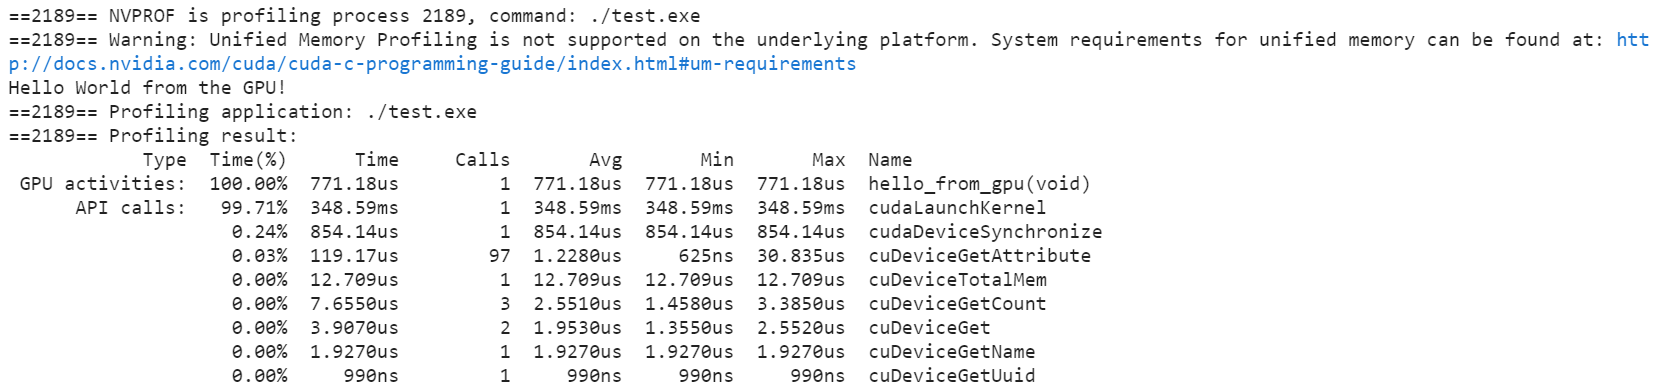 ==2189== NVPROF is profiling process 2189, command: ./test.exe
==2189== Warning: Unified Memory Profiling is not supported on the underlying platform. System requirements for unified memory can be found at: htt
p://docs.nvidia.com/cuda/cuda-c-programming-guide/index.html#um-requirements
Hello World from the GPU!
==2189== Profiling application: ./test.exe
==2189== Profiling result:
            Type  Time(%)      Time     Calls       Avg       Min       Max  Name
 GPU activities:  100.00%  771.18us         1  771.18us  771.18us  771.18us  hello_from_gpu(void)
      API calls:   99.71%  348.59ms         1  348.59ms  348.59ms  348.59ms  cudaLaunchKernel
                    0.24%  854.14us         1  854.14us  854.14us  854.14us  cudaDeviceSynchronize
                    0.03%  119.17us        97  1.2280us     625ns  30.835us  cuDeviceGetAttribute
                    0.00%  12.709us         1  12.709us  12.709us  12.709us  cuDeviceTotalMem
                    0.00%  7.6550us         3  2.5510us  1.4580us  3.3850us  cuDeviceGetCount
                    0.00%  3.9070us         2  1.9530us  1.3550us  2.5520us  cuDeviceGet
                    0.00%  1.9270us         1  1.9270us  1.9270us  1.9270us  cuDeviceGetName
                    0.00%     990ns         1     990ns     990ns     990ns  cuDeviceGetUuid